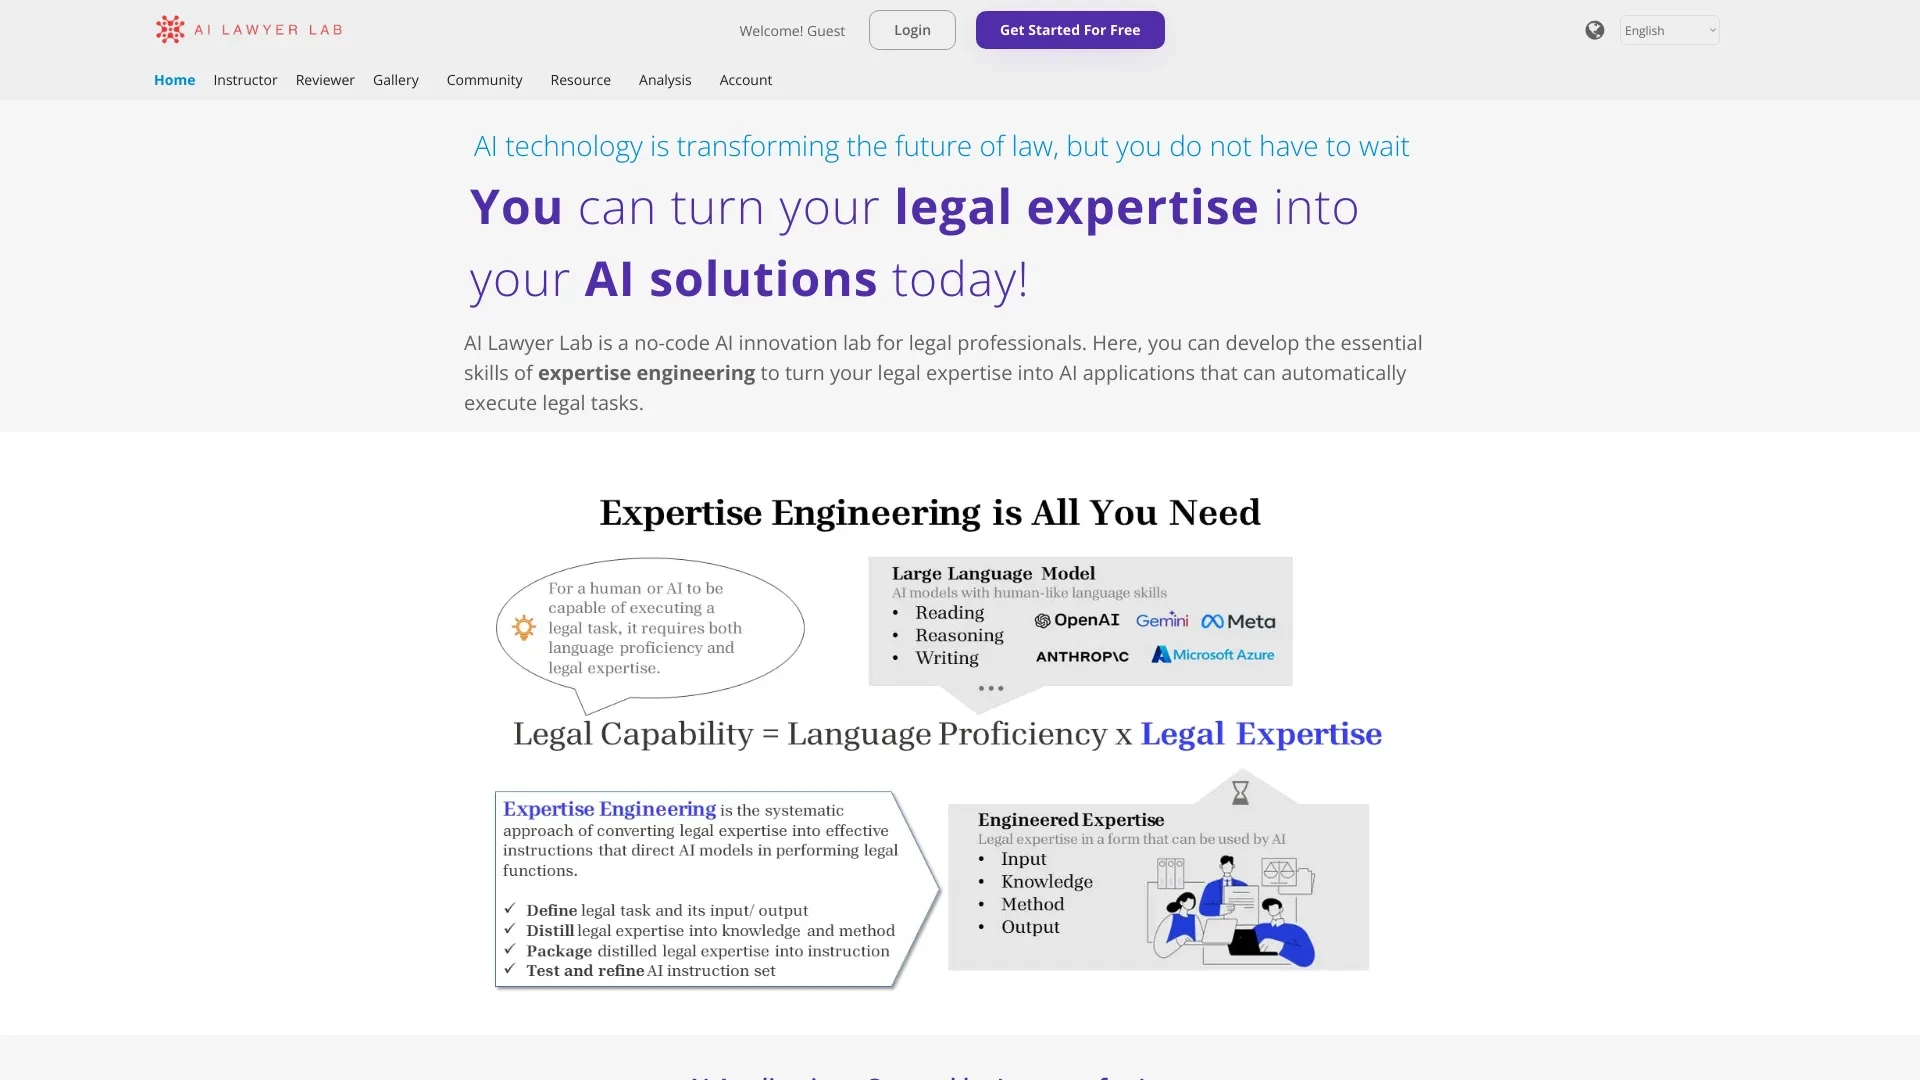 AI LAWYER LAB
Welcome! Guest
Login
Get Started For Free
English
Home
Instructor
Reviewer
Gallery
Community
Resource
Analysis
Account
AI technology is transforming the future of law, but you do not have to wait
You can turn your legal expertise into
your AI solutions today!
AI Lawyer Lab is a no-code AI innovation lab for legal professionals. Here, you can develop the essential
skills of expertise engineering to turn your legal expertise into AI applications that can automatically
execute legal tasks.
Expertise Engineering is All You Need
For a human or AI to be
capable of executing a
legal task, it requires both
language proficiency and
legal expertise.
Large Language Model
AI models with human-like language skills
• Reading
• Reasoning
• Writing
OpenAI
Gemini
Meta
ANTHROP\C
Microsoft Azure
...
Legal Capability = Language Proficiency x Legal Expertise
Expertise Engineering is the systematic
approach of converting legal expertise into effective
instructions that direct AI models in performing legal
functions.
✓ Define legal task and its input/ output
✓ Distill legal expertise into knowledge and method
✓ Package distilled legal expertise into instruction
✓ Test and refine AI instruction set
Engineered Expertise
Legal expertise in a form that can be used by AI
• Input
• Knowledge
• Method
• Output